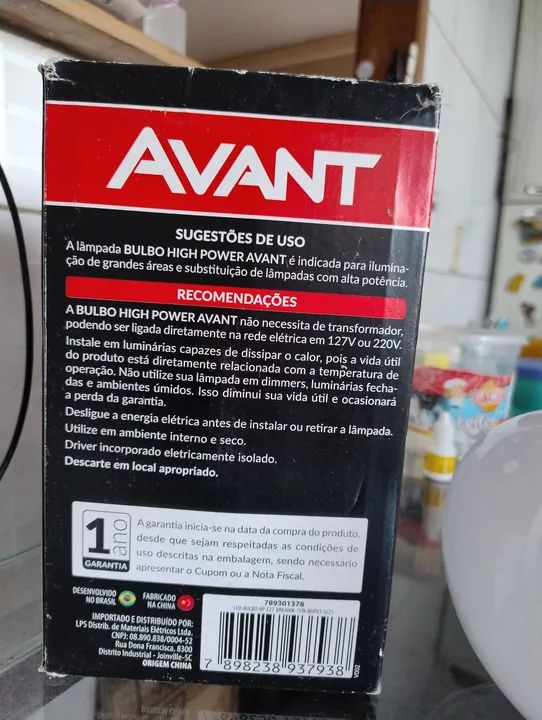 AVANT
SUGESTÕES DE USO
A lâmpada BULBO HIGH POWER AVANT é indicada para ilumina-
ção de grandes áreas e substituição de lâmpadas com alta potência.
RECOMENDAÇÕES
A BULBO HIGH POWER AVANT não necessita de transformador,
podendo ser ligada diretamente na rede elétrica em 127V ou 220V.
Instale em luminárias capazes de dissipar o calor, pois a vida útil
do produto está diretamente relacionada com a temperatura de
operação. Não utilize sua lâmpada em dimmers, luminárias fecha-
das e ambientes úmidos. Isso diminui sua vida útil e ocasionará
a perda da garantia.
Desligue a energia elétrica antes de instalar ou retirar a lâmpada.
Utilize em ambiente interno e seco.
Driver incorporado eletricamente isolado.
Descarte em local apropriado.
1 ano
GARANTIA
A garantia inicia-se na data da compra do produto,
desde que sejam respeitadas as condições de
uso descritas na embalagem, sendo necessário
apresentar o Cupom ou a Nota Fiscal.
DESENVOLVIDO
NO BRASIL
FABRICADO
NA CHINA
IMPORTADO E DISTRIBUÍDO POR:
LPS Distrib. de Materiais Elétricos Ltda.
CNPJ: 08.890.838/0004-52
Rua Dona Francisca, 8300
Distrito Industrial - Joinville-SC
ORIGEM CHINA
789301378
7 898238 937938
V002